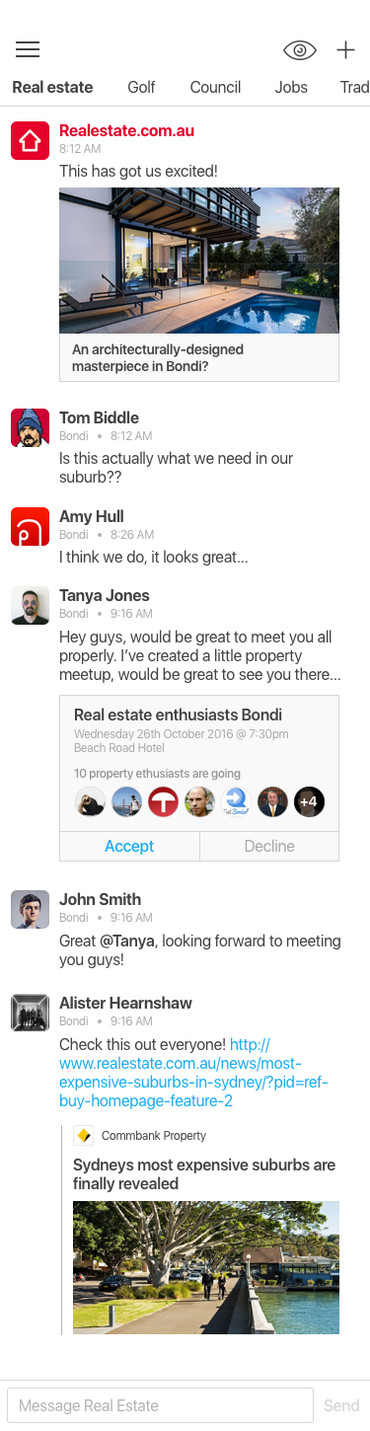 Real estate Golf Council Jobs Trad
Realestate.com.au
8:12 AM
This has got us excited!
An architecturally-designed
masterpiece in Bondi?
Tom Biddle
Bondi • 8:12 AM
Is this actually what we need in our
suburb??
Amy Hull
Bondi • 8:26 AM
I think we do, it looks great...
Tanya Jones
Bondi • 9:16 AM
Hey guys, would be great to meet you all
properly. I've created a little property
meetup, would be great to see you there...
Real estate enthusiasts Bondi
Wednesday 26th October 2016 @ 7:30pm
Beach Road Hotel
10 property ethusiasts are going
+4
Accept Decline
John Smith
Bondi • 9:16 AM
Great @Tanya, looking forward to meeting
you guys!
Alister Hearnshaw
Bondi • 9:16 AM
Check this out everyone! http://
www.realestate.com.au/news/most-
expensive-suburbs-in-sydney/?pid=ref-
buy-homepage-feature-2
Commbank Property
Sydneys most expensive suburbs are
finally revealed
Message Real Estate Send